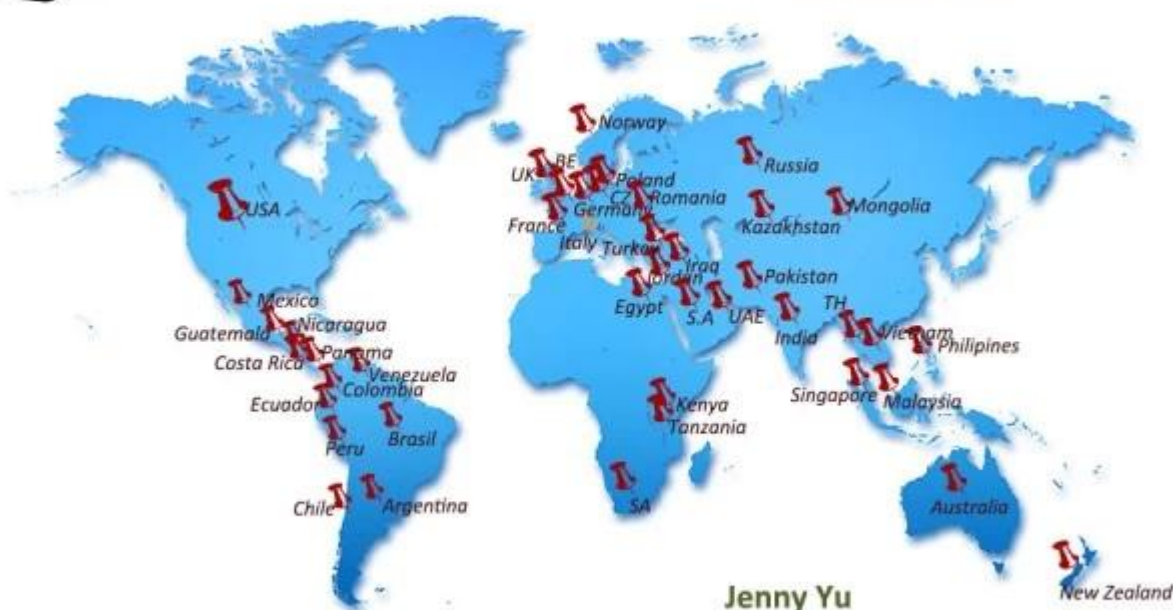 Norway
UK
BE
Poland
CZ
Russia
USA
Germany
Romania
Mongolia
France
Kazakhstan
Italy
Turkey
Iraq
Jordan
Pakistan
Egypt
S.A
UAE
India
TH
Vietnam
Philipines
Mexico
Guatemala
Nicaragua
Costa Rica
Panama
Venezuela
Colombia
Singapore
Malaysia
Ecuador
Kenya
Tanzania
Peru
Brasil
Chile
Argentina
SA
Australia
New Zealand
Jenny Yu